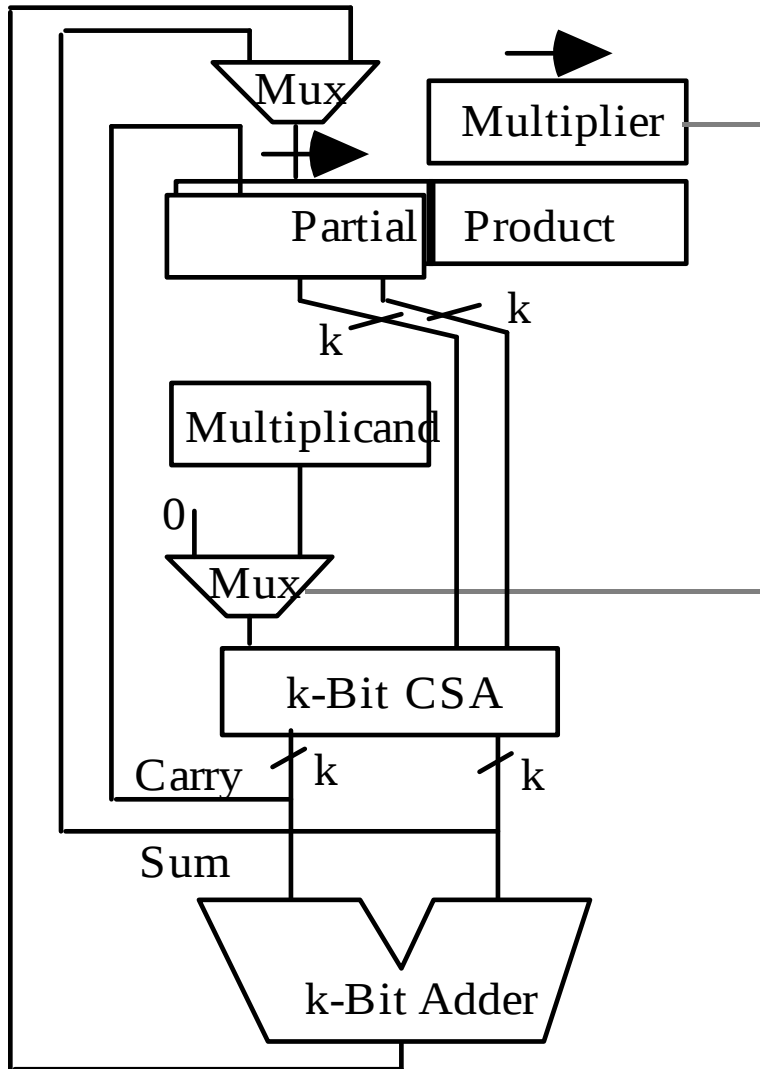 Mux
Multiplier
Partial Product
k
k
Multiplicand
0
Mux
k-Bit CSA
Carry
k
k
Sum
k-Bit Adder